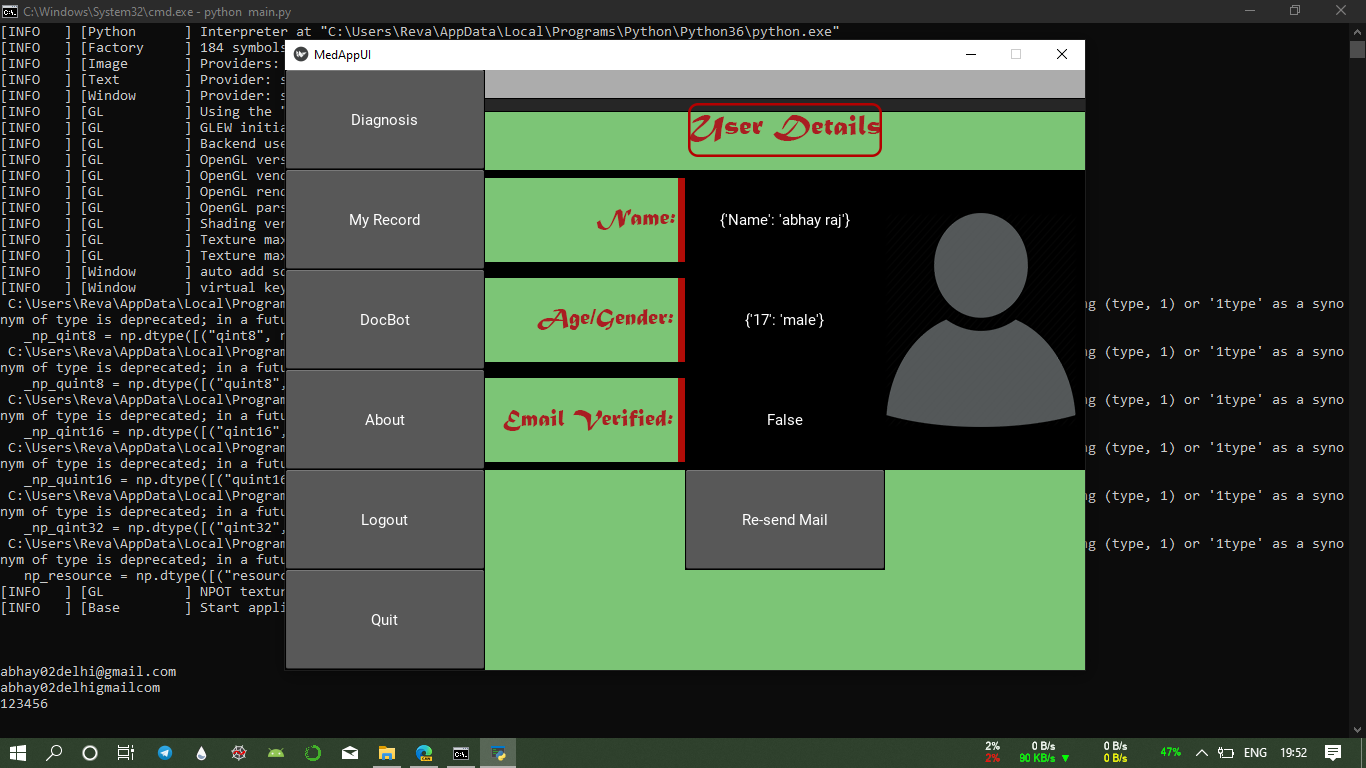 C:\Windows\System32\cmd.exe - python main.py
[INFO   ] [Python      ] Interpreter at "C:\Users\Reva\AppData\Local\Programs\Python\Python36\python.exe"
[INFO   ] [Factory     ] 184 symbols
[INFO   ] [Image       ] Providers:
[INFO   ] [Text        ] Provider: s
[INFO   ] [Window      ] Provider: s
[INFO   ] [GL          ] Using the "
[INFO   ] [GL          ] GLEW initia
[INFO   ] [GL          ] Backend use
[INFO   ] [GL          ] OpenGL vers
[INFO   ] [GL          ] OpenGL vend
[INFO   ] [GL          ] OpenGL rend
[INFO   ] [GL          ] OpenGL pars
[INFO   ] [GL          ] Shading ver
[INFO   ] [GL          ] Texture max
[INFO   ] [GL          ] Texture max
[INFO   ] [Window      ] auto add sc
[INFO   ] [Window      ] virtual key
C:\Users\Reva\AppData\Local\Program ng (type, 1) or '1type' as a syno
nym of type is deprecated; in a futu
_np_qint8 = np.dtype([("qint8", n
C:\Users\Reva\AppData\Local\Program ng (type, 1) or '1type' as a syno
nym of type is deprecated; in a futu
_np_quint8 = np.dtype([("quint8",
C:\Users\Reva\AppData\Local\Program ng (type, 1) or '1type' as a syno
nym of type is deprecated; in a futu
_np_qint16 = np.dtype([("qint16",
C:\Users\Reva\AppData\Local\Program ng (type, 1) or '1type' as a syno
nym of type is deprecated; in a futu
_np_quint16 = np.dtype([("quint16
C:\Users\Reva\AppData\Local\Program ng (type, 1) or '1type' as a syno
nym of type is deprecated; in a futu
_np_qint32 = np.dtype([("qint32",
C:\Users\Reva\AppData\Local\Program ng (type, 1) or '1type' as a syno
nym of type is deprecated; in a futu
np_resource = np.dtype([("resourc
[INFO   ] [GL          ] NPOT textur
[INFO   ] [Base        ] Start appli
abhay02delhi@gmail.com
abhay02delhigmailcom
123456
MedAppUI
Diagnosis
My Record
DocBot
About
Logout
Quit
User Details
Name: {'Name': 'abhay raj'}
Age/Gender: {'17': 'male'}
Email Verified: False
Re-send Mail
2% 0 B/s 0 B/s 47% ENG 19:52
2% 90 KB/s 0 B/s